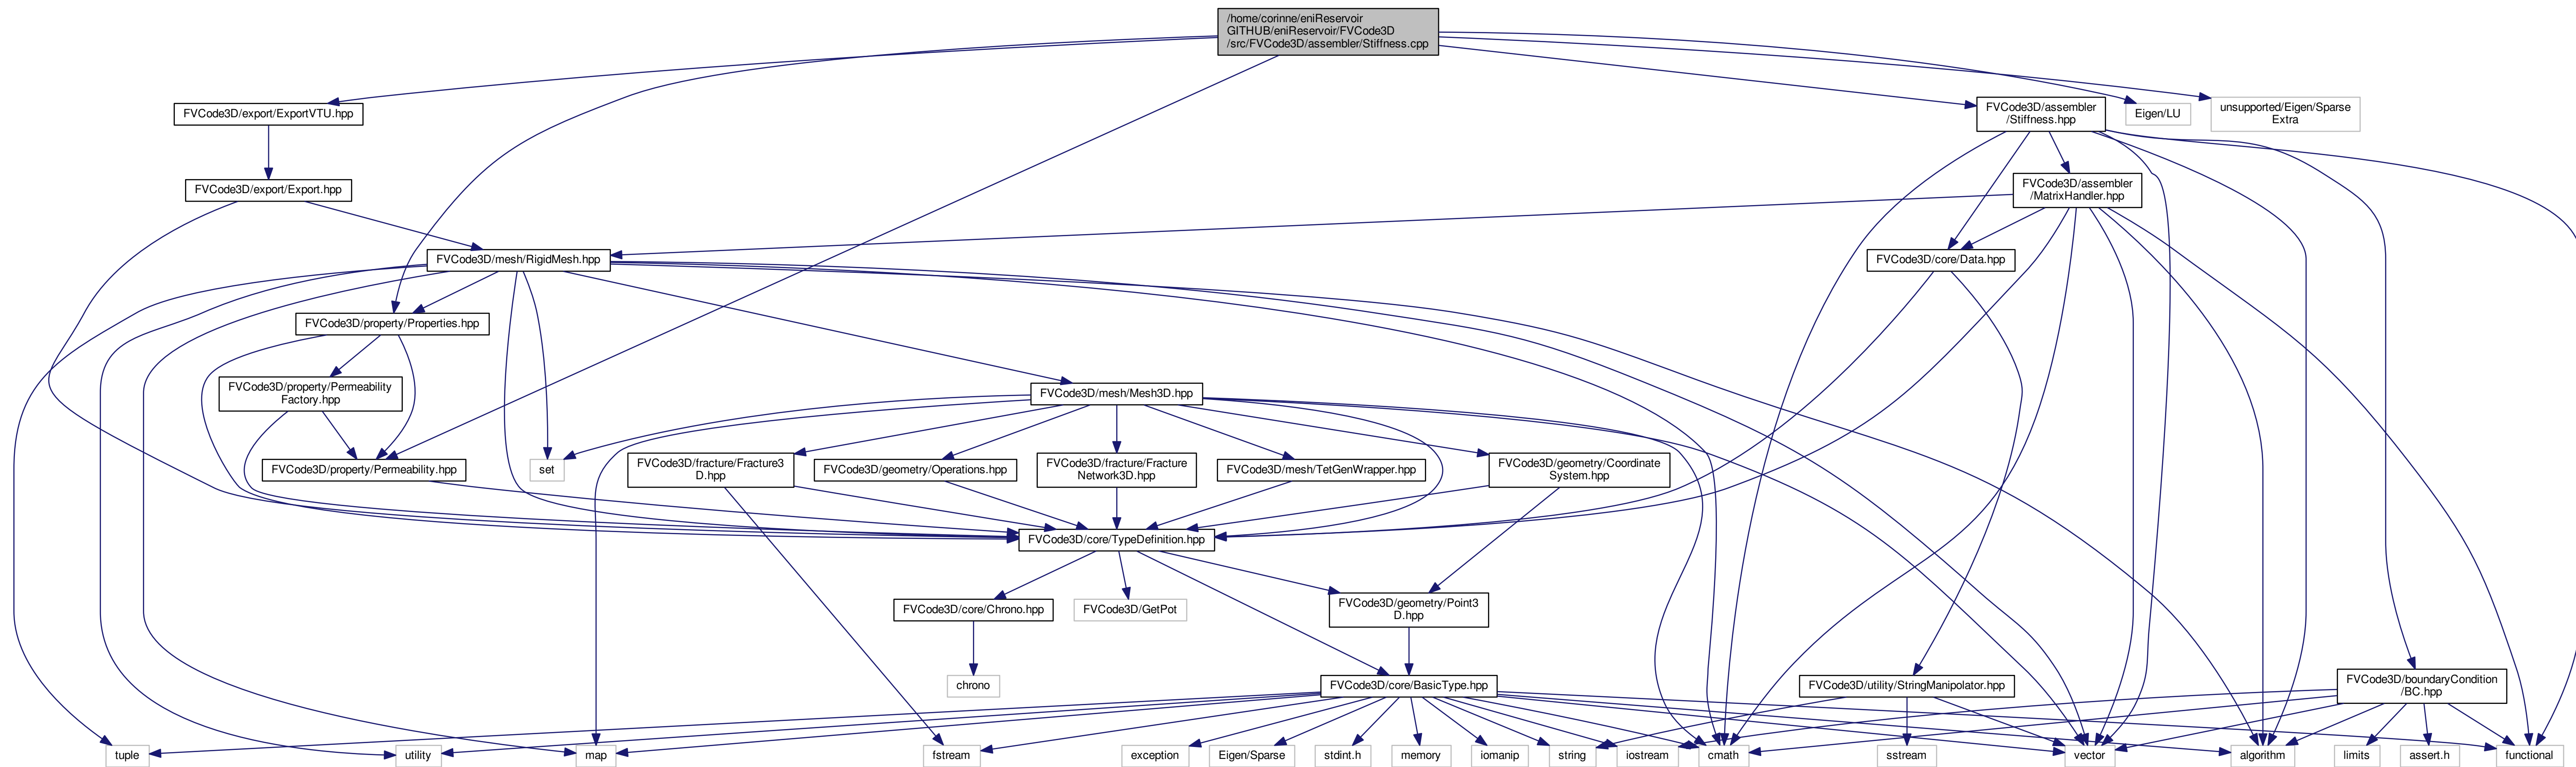 /home/corinne/eniReservoir
GITHUB/eniReservoir/FVCode3D
/src/FVCode3D/assembler/Stiffness.cpp
FVCode3D/export/ExportVTU.hpp
FVCode3D/assembler
/Stiffness.hpp
Eigen/LU
unsupported/Eigen/Sparse
Extra
FVCode3D/export/Export.hpp
FVCode3D/assembler
/MatrixHandler.hpp
FVCode3D/mesh/RigidMesh.hpp
FVCode3D/core/Data.hpp
FVCode3D/property/Properties.hpp
FVCode3D/property/Permeability
Factory.hpp
FVCode3D/mesh/Mesh3D.hpp
FVCode3D/property/Permeability.hpp
set
FVCode3D/fracture/Fracture3
D.hpp
FVCode3D/geometry/Operations.hpp
FVCode3D/fracture/Fracture
Network3D.hpp
FVCode3D/mesh/TetGenWrapper.hpp
FVCode3D/geometry/Coordinate
System.hpp
FVCode3D/core/TypeDefinition.hpp
FVCode3D/core/Chrono.hpp
FVCode3D/GetPot
FVCode3D/geometry/Point3
D.hpp
chrono
FVCode3D/core/BasicType.hpp
FVCode3D/utility/StringManipolator.hpp
FVCode3D/boundaryCondition
/BC.hpp
tuple
utility
map
fstream
exception
Eigen/Sparse
stdint.h
memory
iomanip
string
iostream
cmath
sstream
vector
algorithm
limits
assert.h
functional